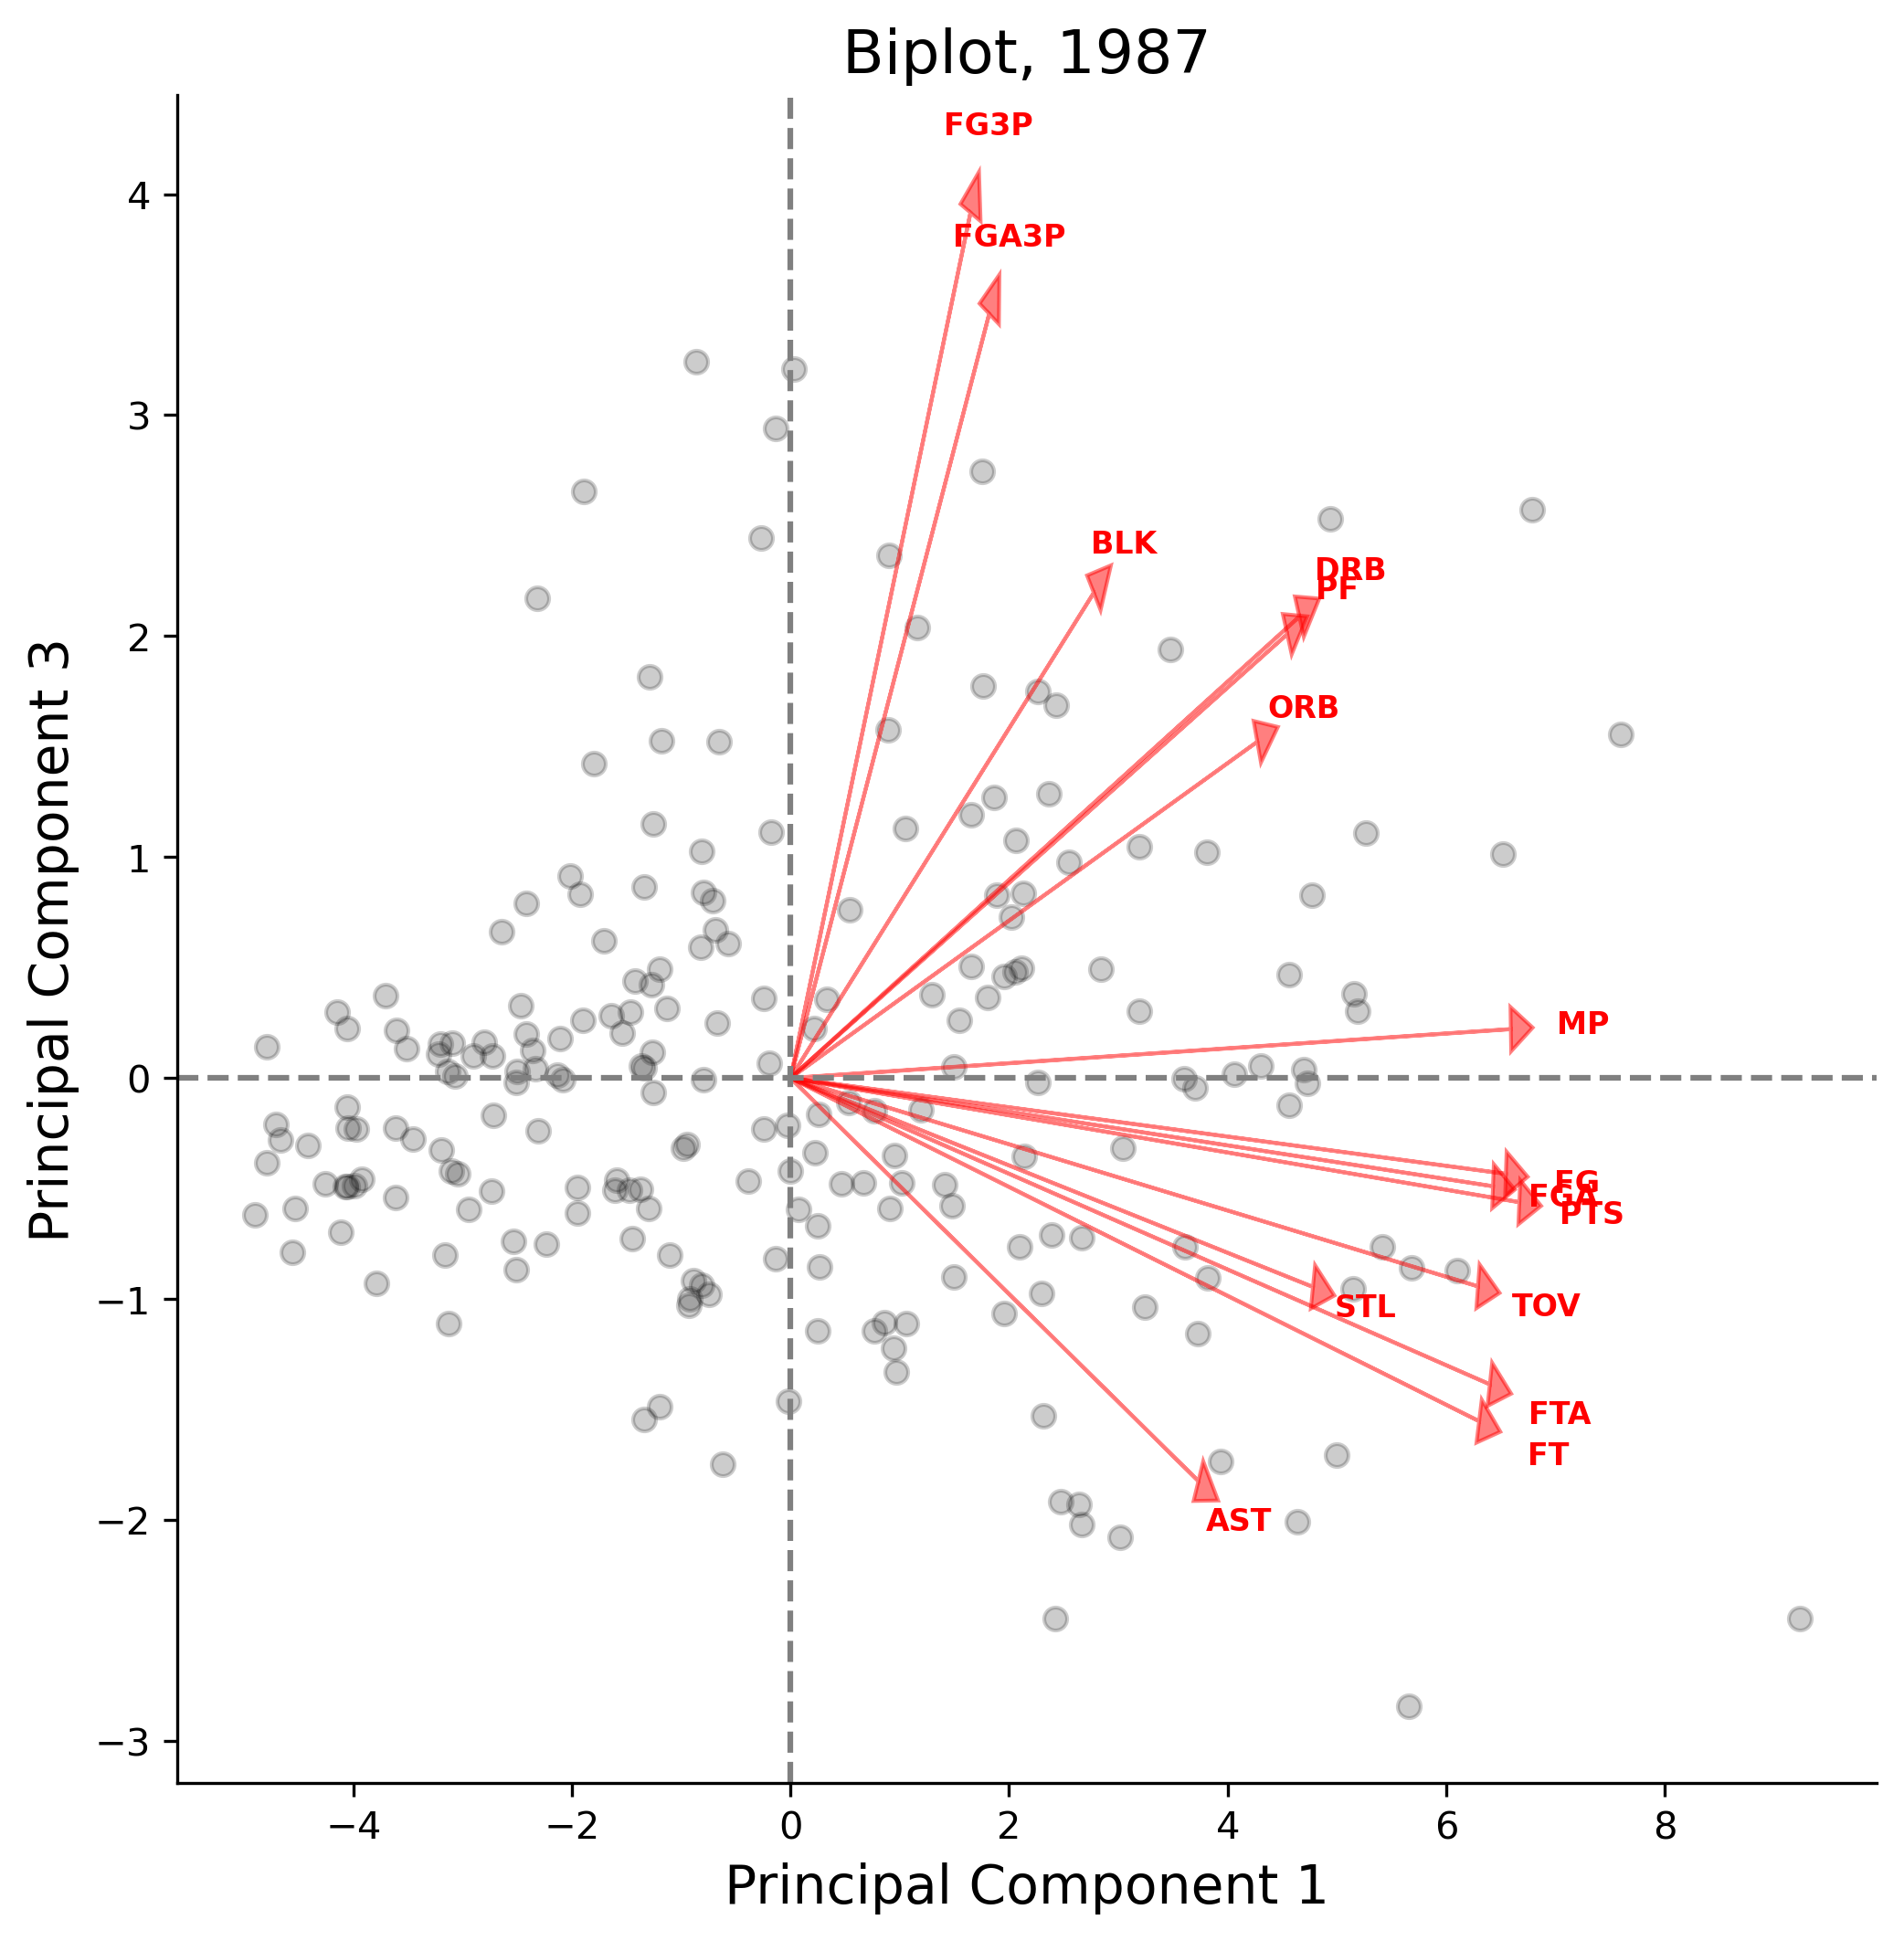 Biplot, 1987
FG3P
FGA3P
BLK
DRB
PF
ORB
MP
FG
FGA
PTS
STL
TOV
FTA
FT
AST
Principal Component 3
4
3
2
1
0
−1
−2
−3
−4
−2
0
2
4
6
8
Principal Component 1